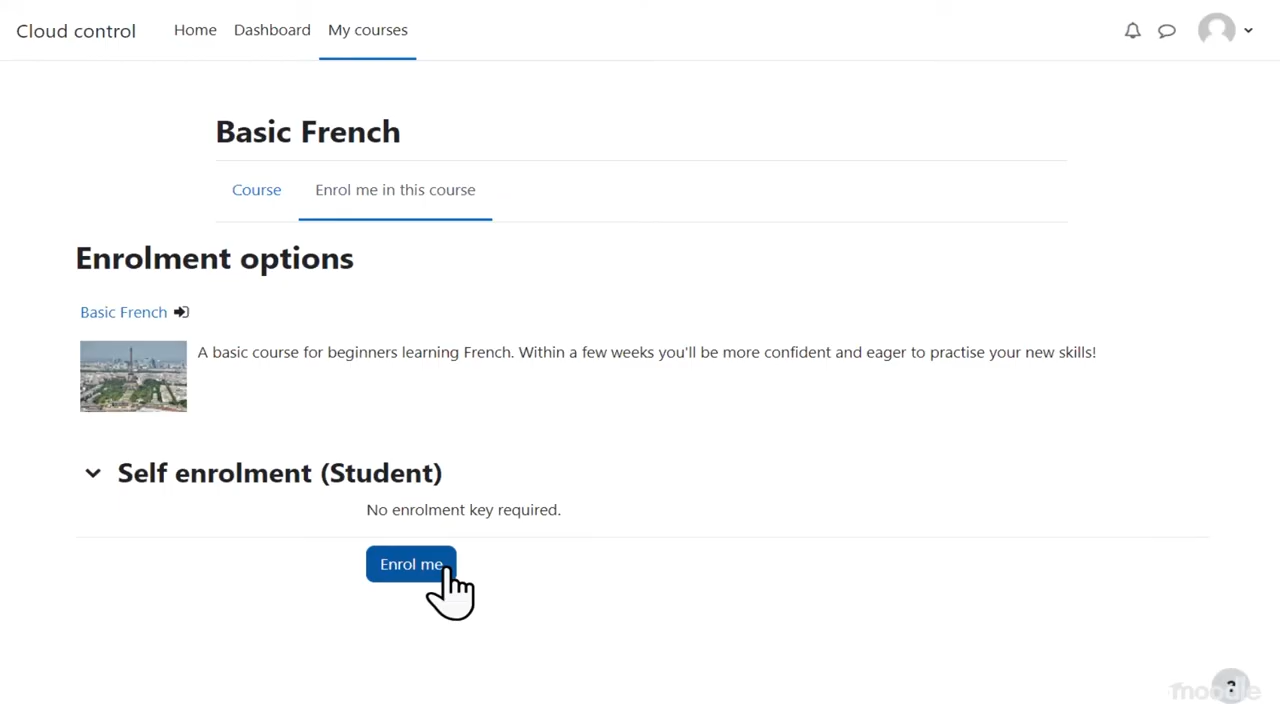 Cloud control Home Dashboard My courses
Basic French
Course Enrol me in this course
Enrolment options
Basic French
A basic course for beginners learning French. Within a few weeks you'll be more confident and eager to practise your new skills!
Self enrolment (Student)
No enrolment key required.
Enrol me
?
moodle